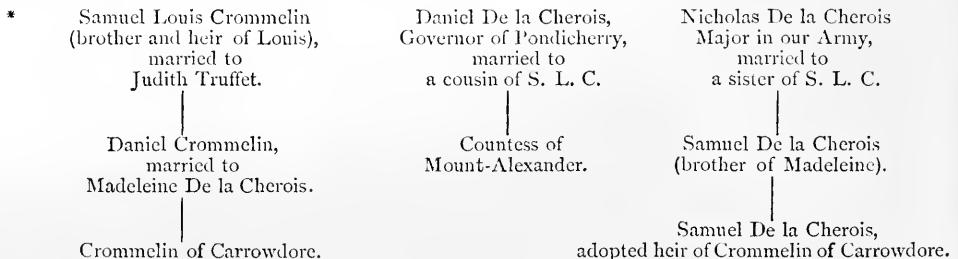 * Samuel Louis Crommelin
(brother and heir of Louis),
married to
Judith Truffet.
Daniel Crommelin,
married to
Madeleine De la Cherois.
Crommelin of Carrowdore.
Daniel De la Cherois,
Governor of Pondicherry,
married to
a cousin of S. L. C.
Countess of
Mount-Alexander.
Nicholas De la Cherois
Major in our Army,
married to
a sister of S. L. C.
Samuel De la Cherois
(brother of Madeleine).
Samuel De la Cherois,
adopted heir of Crommelin of Carrowdore.